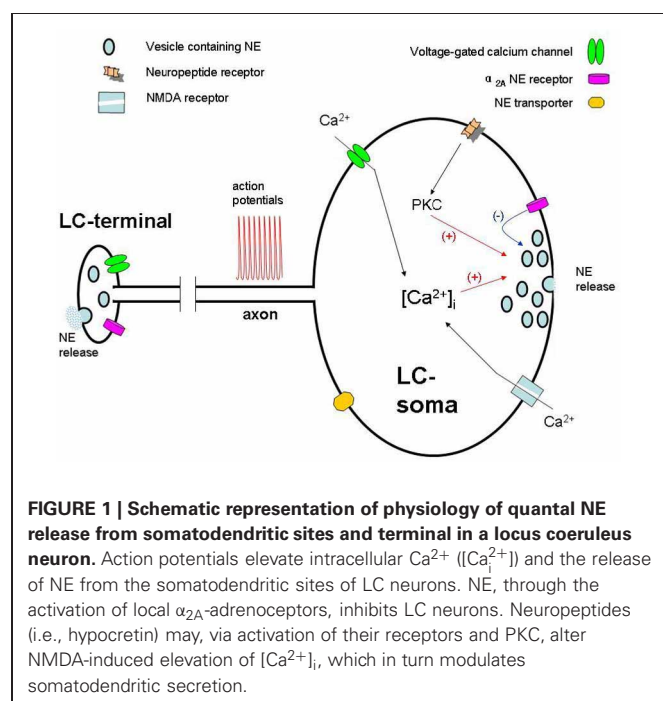 Vesicle containing NE
Neuropeptide receptor
NMDA receptor
Voltage-gated calcium channel
α 2A NE receptor
NE transporter
Ca2+
action
potentials
LC-terminal
PKC
(-)
(+)
(+)
[Ca2+]i
NE
release
axon
NE
release
LC-
soma
Ca2+
FIGURE 1 | Schematic representation of physiology of quantal NE
release from somatodendritic sites and terminal in a locus coeruleus
neuron. Action potentials elevate intracellular Ca2+ ([Ca2+i]) and the release
of NE from the somatodendritic sites of LC neurons. NE, through the
activation of local α2A-adrenoceptors, inhibits LC neurons. Neuropeptides
(i.e., hypocretin) may, via activation of their receptors and PKC, alter
NMDA-induced elevation of [Ca2+]i, which in turn modulates
somatodendritic secretion.